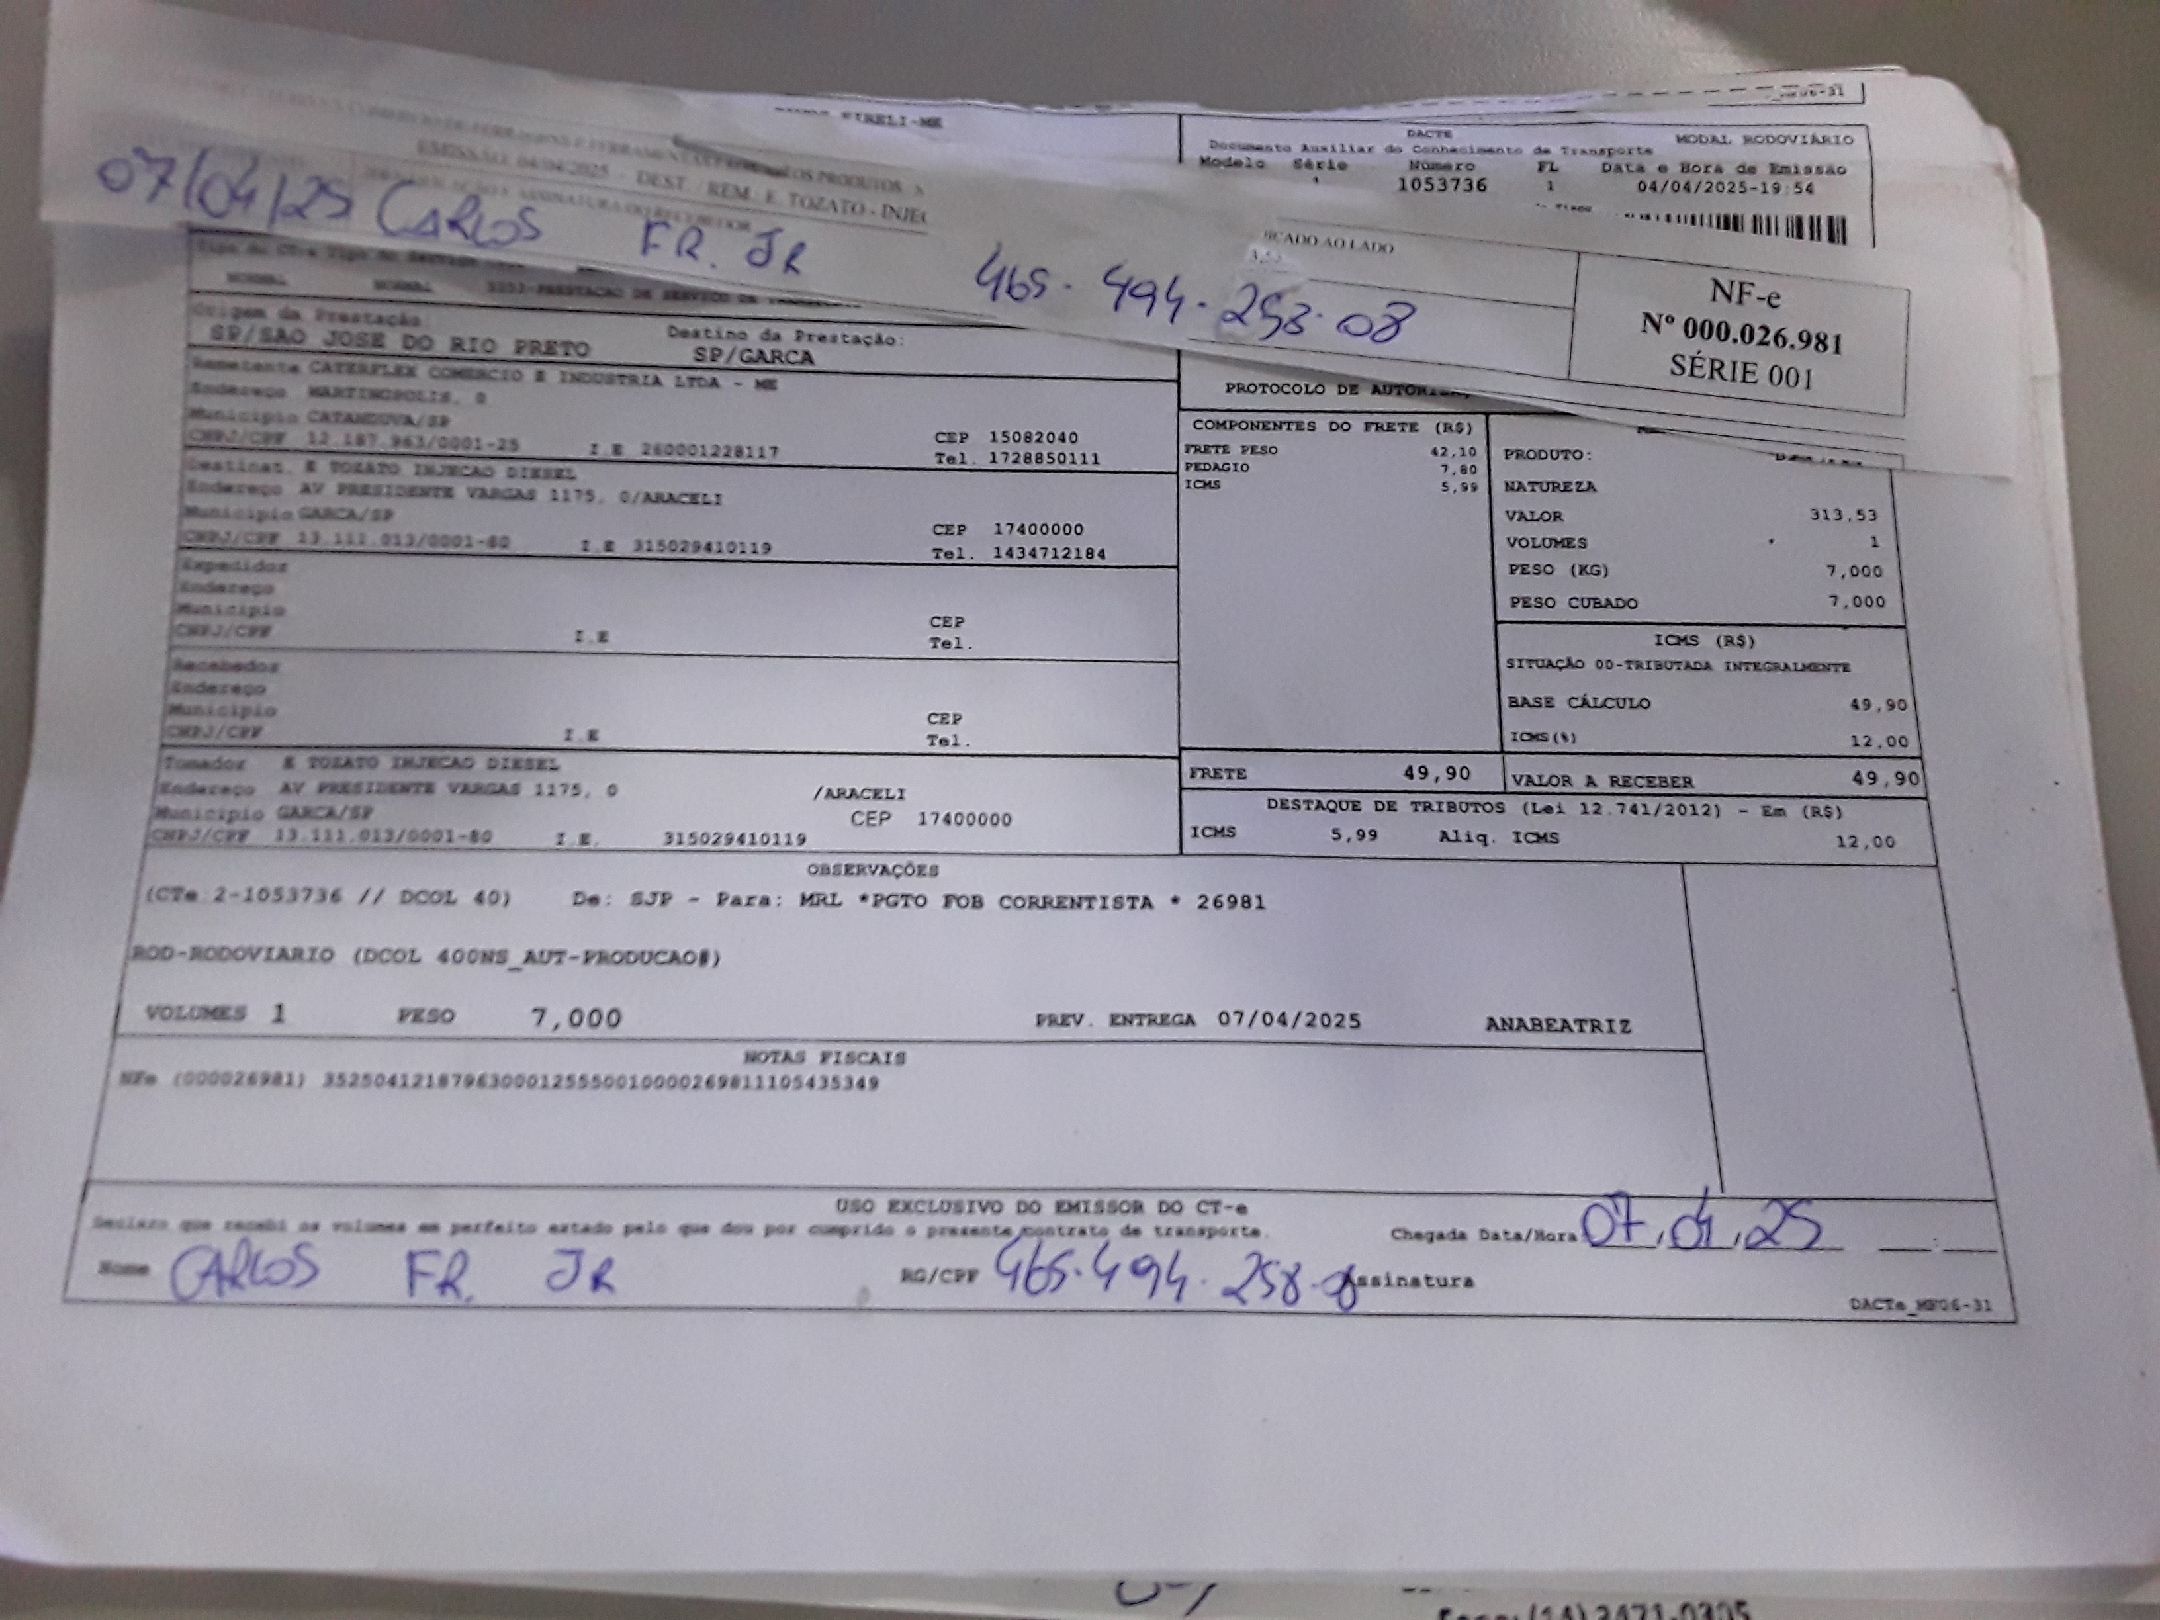 EIRELI-ME
DACTE
MODAL RODOVIÁRIO
Documento Auxiliar do Conhecimento de Transporte
Modelo Série Número FL Data e Hora de Emissão
1053736 1 04/04/2025-19:54
EMISSÃO: 04/04/2025 - DEST. / REM: E. TOZATO - INJEC
07/04/25 CARLOS FR. JR 465.494.258.08
ICADO AO LADO
NF-e
Nº 000.026.981
SÉRIE 001
NORMAL NORMAL
Origem da Prestação: Destino da Prestação:
SP/SAO JOSE DO RIO PRETO SP/GARCA
Remetente CATERFLEX COMERCIO E INDUSTRIA LTDA - ME
Endereço MARTINOPOLIS, 0
Município CATANDUVA/SP CEP 15082040
CNPJ/CPF 12.187.963/0001-25 I.E 260001228117 Tel. 1728850111
Destinat. E TOZATO INJECAO DIESEL
Endereço AV PRESIDENTE VARGAS 1175, 0/ARACELI
Município GARCA/SP CEP 17400000
CNPJ/CPF 13.111.013/0001-80 I.E 315029410119 Tel. 1434712184
Expedidor
Endereço
Município CEP
CNPJ/CPF I.E Tel.
Recebedor
Endereço
Município CEP
CNPJ/CPF I.E Tel.
Tomador E TOZATO INJECAO DIESEL
Endereço AV PRESIDENTE VARGAS 1175, 0 /ARACELI
Município GARCA/SP CEP 17400000
CNPJ/CPF 13.111.013/0001-80 I.E. 315029410119
PROTOCOLO DE
COMPONENTES DO FRETE (R$)
FRETE PESO 42,10
PEDAGIO 7,80
ICMS 5,99
PRODUTO:
NATUREZA
VALOR 313,53
VOLUMES 1
PESO (KG) 7,000
PESO CUBADO 7,000
ICMS (R$)
SITUAÇÃO 00-TRIBUTADA INTEGRALMENTE
BASE CÁLCULO 49,90
ICMS(%) 12,00
FRETE 49,90 VALOR A RECEBER 49,90
DESTAQUE DE TRIBUTOS (Lei 12.741/2012) - Em (R$)
ICMS 5,99 Aliq. ICMS 12,00
OBSERVAÇÕES
(CTe 2-1053736 // DCOL 40) De: SJP - Para: MRL *PGTO FOB CORRENTISTA * 26981
ROD-RODOVIARIO (DCOL 400NS_AUT-PRODUCAO#)
VOLUMES 1 PESO 7,000 PREV. ENTREGA 07/04/2025 ANABEATRIZ
NOTAS FISCAIS
NFe (000026981) 35250412187963000125550010000269811105435349
USO EXCLUSIVO DO EMISSOR DO CT-e
Declaro que recebi os volumes em perfeito estado pelo que dou por cumprido o presente contrato de transporte. Chegada Data/Hora 07/04/25
Nome CARLOS FR. JR RG/CPF 465.494.258-08 Assinatura
DACTe_MF06-31